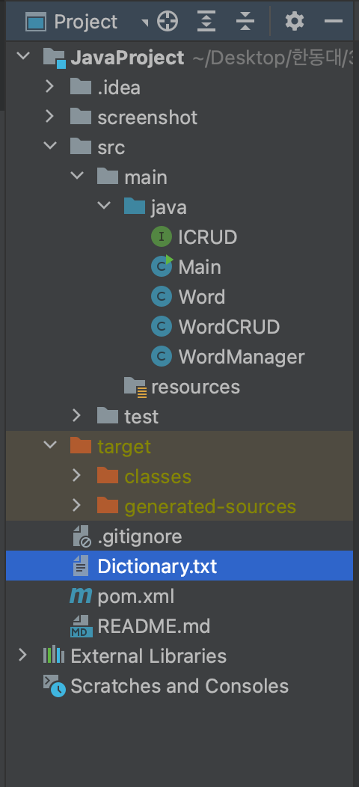 Project
JavaProject ~/Desktop/한동대/
.idea
screenshot
src
main
java
I ICRUD
C Main
C Word
C WordCRUD
C WordManager
resources
test
target
classes
generated-sources
.gitignore
Dictionary.txt
m pom.xml
MD README.md
External Libraries
Scratches and Consoles